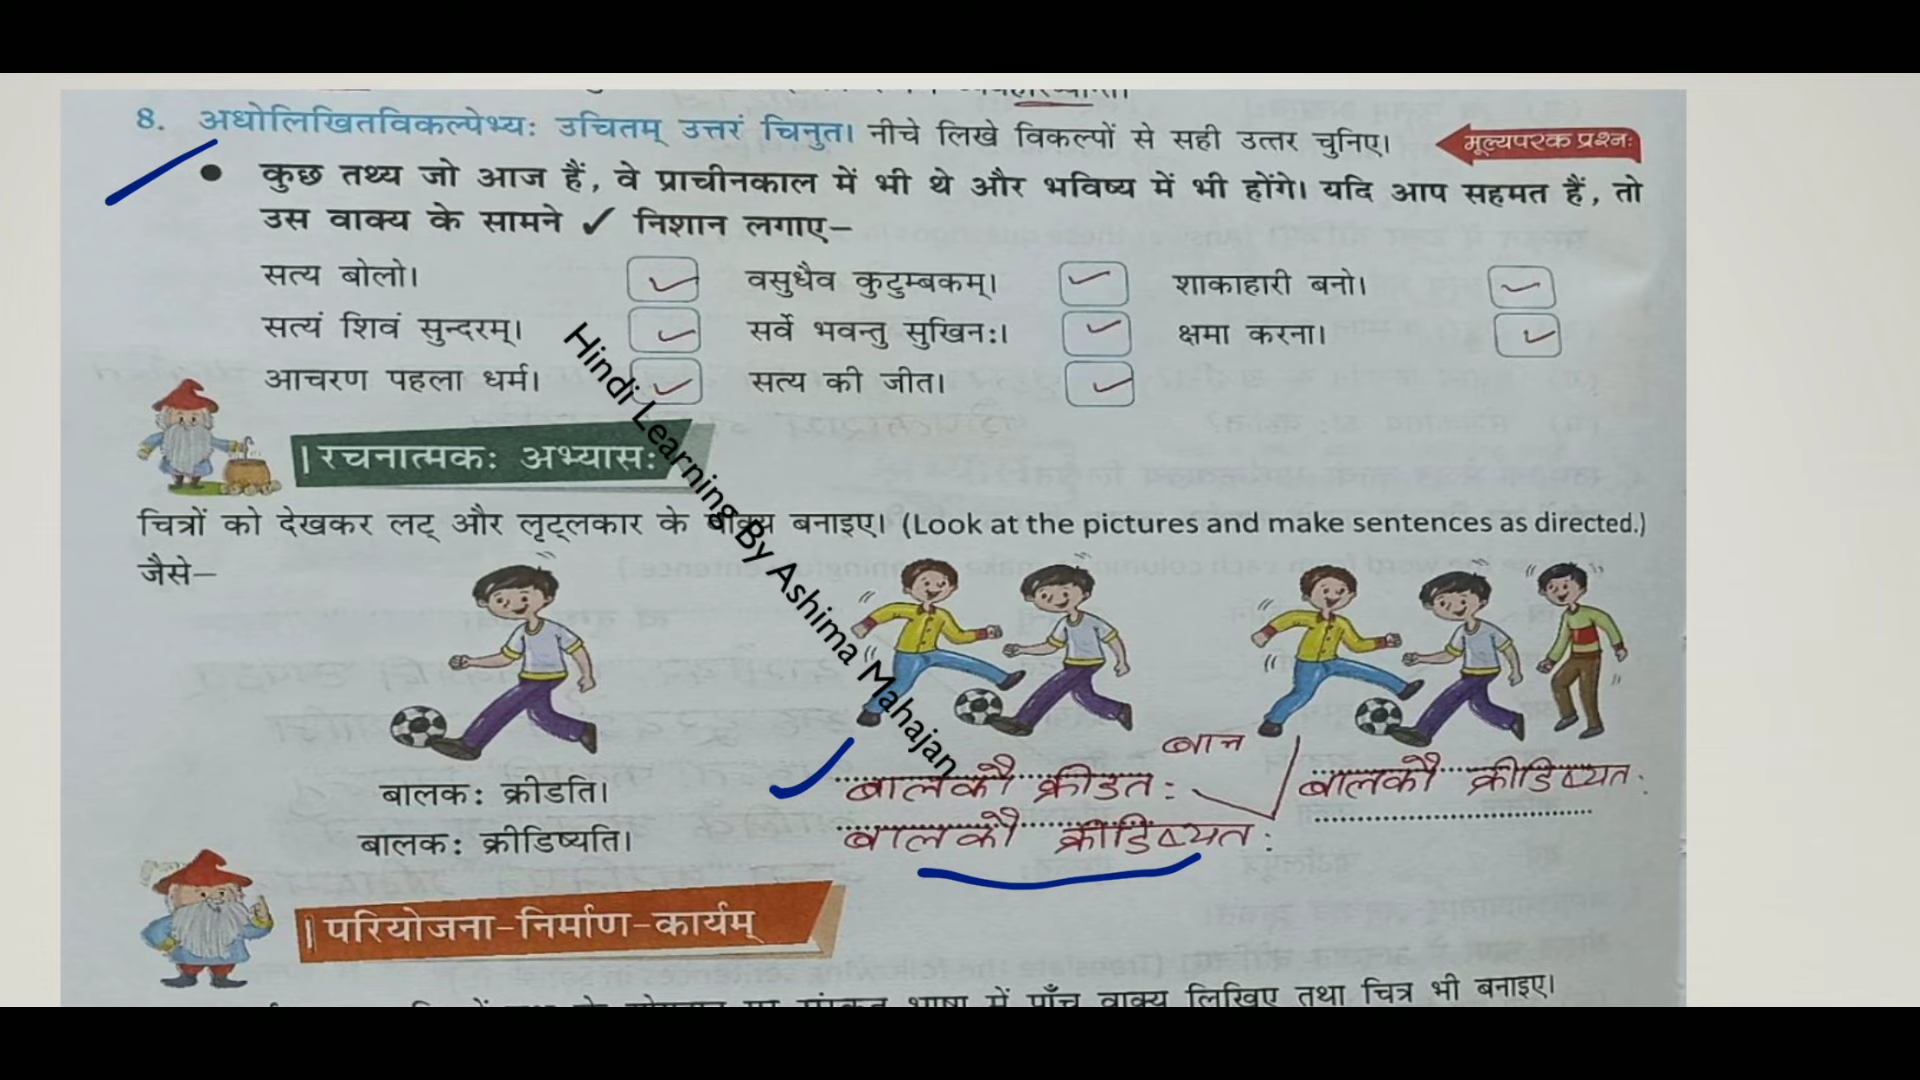 8. अधोलिखितविकल्पेभ्यः उचितम् उत्तरं चिनुत। नीचे लिखे विकल्पों से सही उत्तर चुनिए।
मूल्यपरक प्रश्नः
● कुछ तथ्य जो आज हैं, वे प्राचीनकाल में भी थे और भविष्य में भी होंगे। यदि आप सहमत हैं, तो
उस वाक्य के सामने ✓ निशान लगाए–
सत्य बोलो। ✓ वसुधैव कुटुम्बकम्। ✓ शाकाहारी बनो। ✓
सत्यं शिवं सुन्दरम्। ✓ सर्वे भवन्तु सुखिनः। ✓ क्षमा करना। ✓
आचरण पहला धर्म। ✓ सत्य की जीत। ✓
Hindi Learning By Ashima Mahajan
रचनात्मकः अभ्यासः
चित्रों को देखकर लट् और लृट्लकार के वाक्य बनाइए। (Look at the pictures and make sentences as directed.)
जैसे–
बालकः क्रीडति। बालकौ क्रीडतः बालकौ क्रीडिष्यतः
बालकः क्रीडिष्यति। बालकौ क्रीडिष्यतः
परियोजना-निर्माण-कार्यम्
भाषा में पाँच वाक्य लिखिए तथा चित्र भी बनाइए।